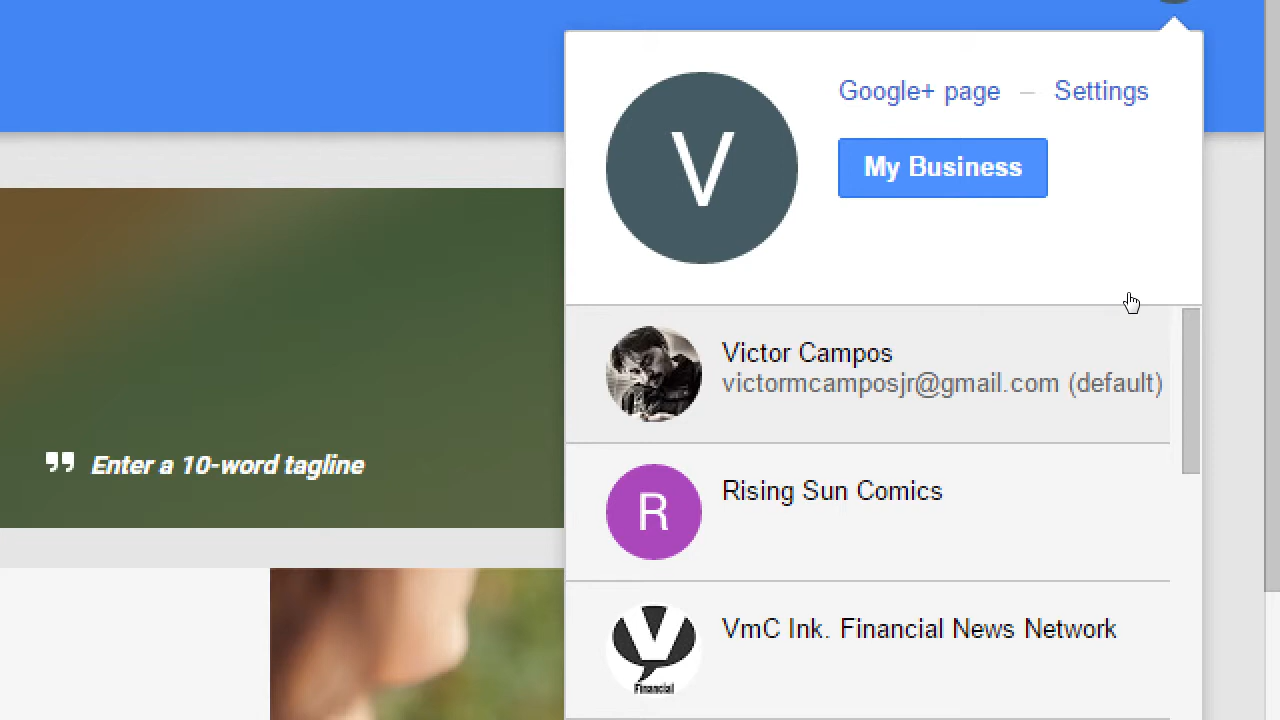 Google+ page – Settings
V
My Business
Victor Campos
victormcamposjr@gmail.com (default)
" Enter a 10-word tagline
R
Rising Sun Comics
VmC Ink. Financial News Network
V
Financial